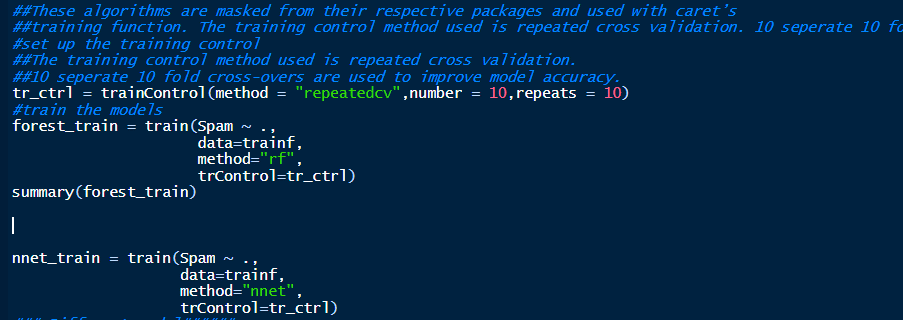 ##These algorithms are masked from their respective packages and used with caret's
##training function. The training control method used is repeated cross validation. 10 seperate 10 fo
#set up the training control
##The training control method used is repeated cross validation.
##10 seperate 10 fold cross-overs are used to improve model accuracy.
tr_ctrl = trainControl(method = "repeatedcv",number = 10,repeats = 10)
#train the models
forest_train = train(Spam ~ .,
data=trainf,
method="rf",
trControl=tr_ctrl)
summary(forest_train)
nnet_train = train(Spam ~ .,
data=trainf,
method="nnet",
trControl=tr_ctrl)